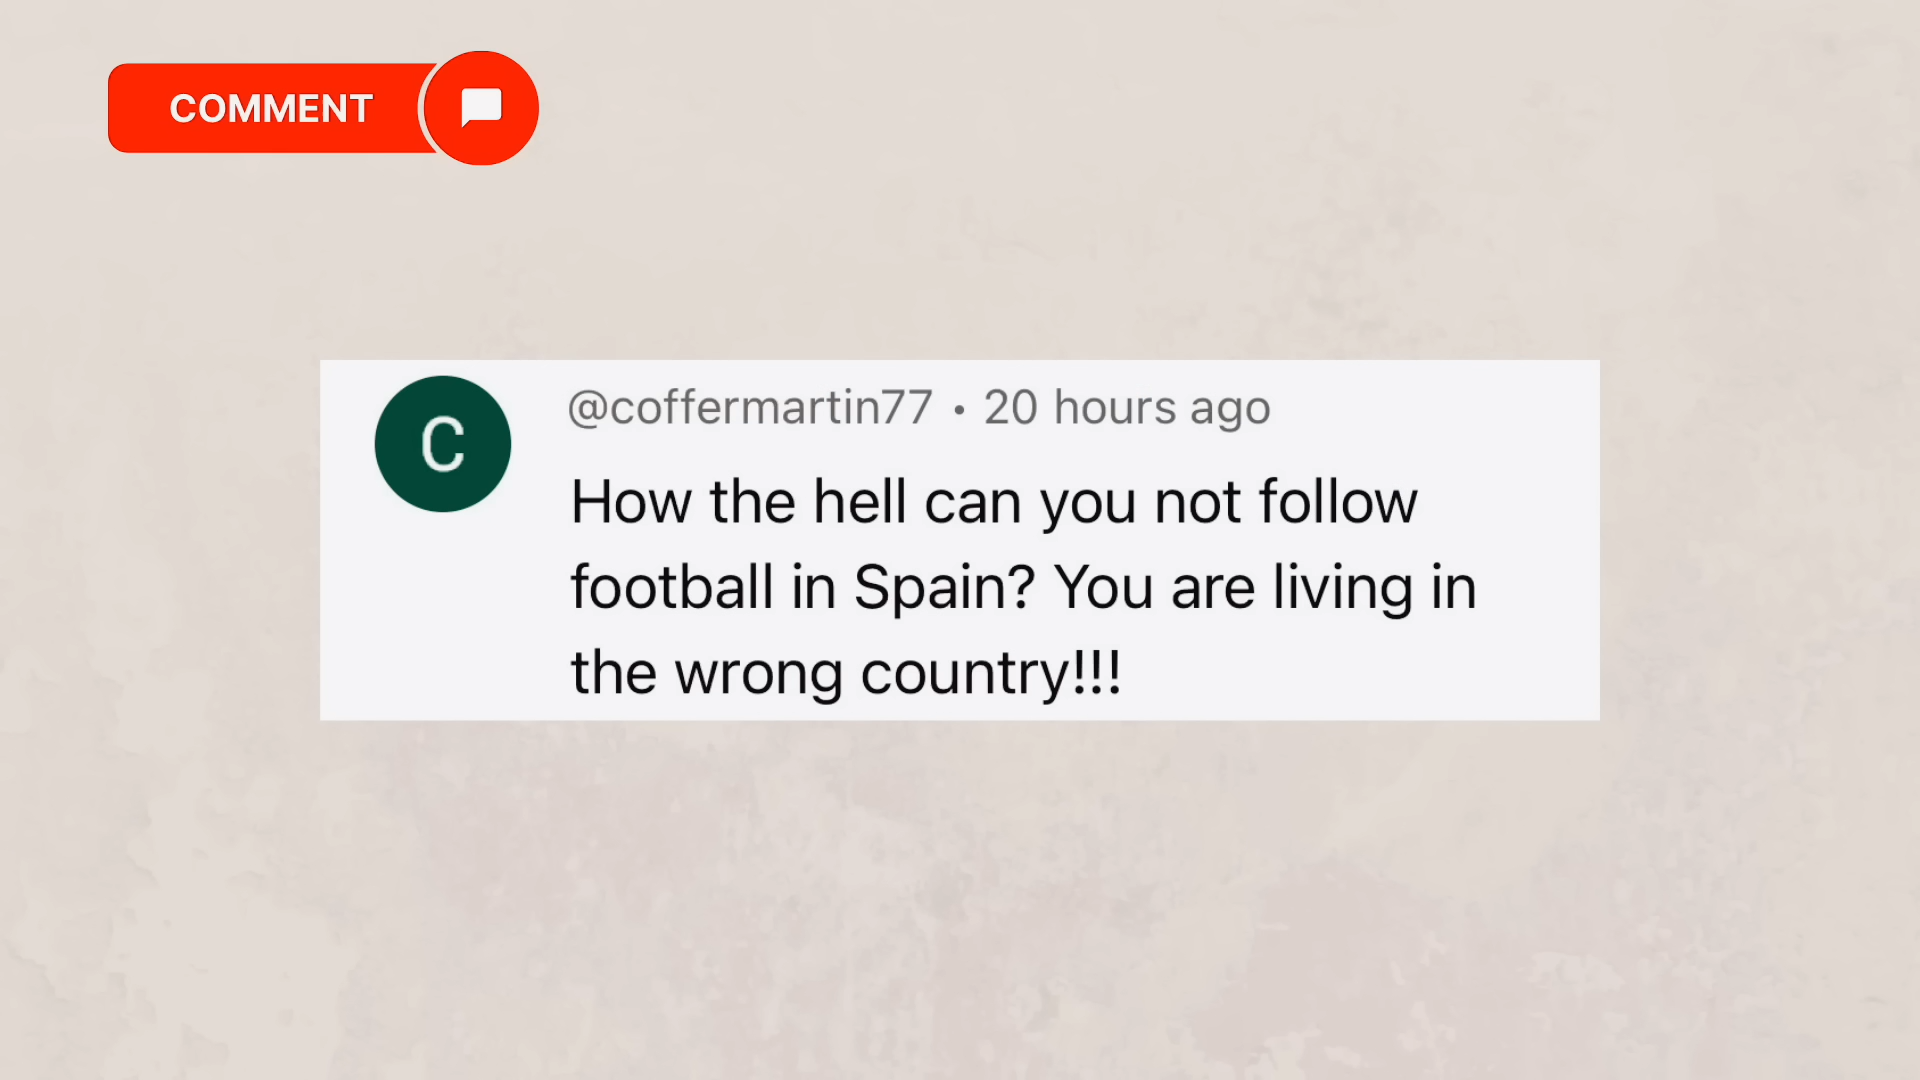 COMMENT
C
@coffermartin77 • 20 hours ago
How the hell can you not follow
football in Spain? You are living in
the wrong country!!!